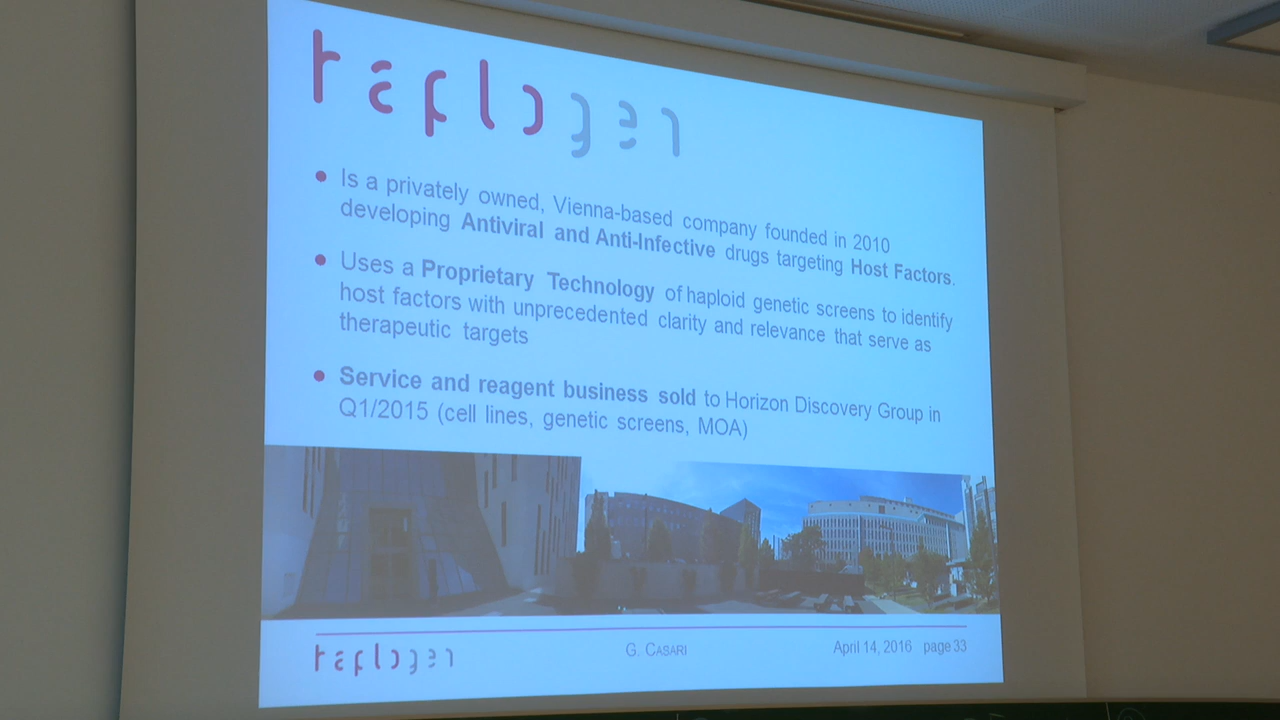 haplogen
Is a privately owned, Vienna-based company founded in 2010
developing Antiviral and Anti-Infective drugs targeting Host Factors.
Uses a Proprietary Technology of haploid genetic screens to identify
host factors with unprecedented clarity and relevance that serve as
therapeutic targets
Service and reagent business sold to Horizon Discovery Group in
Q1/2015 (cell lines, genetic screens, MOA)
haplogen
G. CASARI
April 14, 2016 page 33